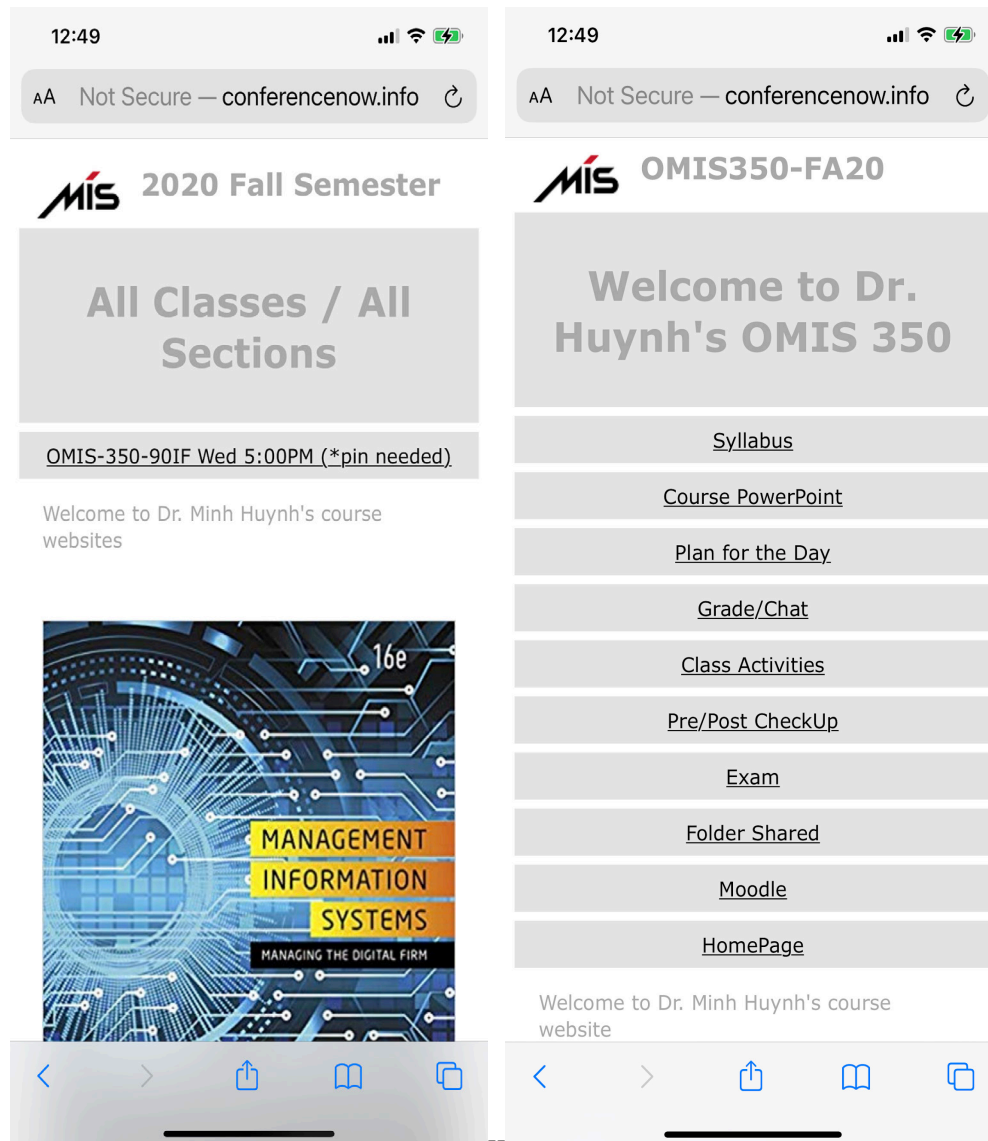 12:49
AA Not Secure — conferencenow.info
MIS 2020 Fall Semester
All Classes / All
Sections
OMIS-350-90IF Wed 5:00PM (*pin needed)
Welcome to Dr. Minh Huynh's course
websites
16e
MANAGEMENT
INFORMATION
SYSTEMS
MANAGING THE DIGITAL FIRM
12:49
AA Not Secure — conferencenow.info
MIS OMIS350-FA20
Welcome to Dr.
Huynh's OMIS 350
Syllabus
Course PowerPoint
Plan for the Day
Grade/Chat
Class Activities
Pre/Post CheckUp
Exam
Folder Shared
Moodle
HomePage
Welcome to Dr. Minh Huynh's course
website